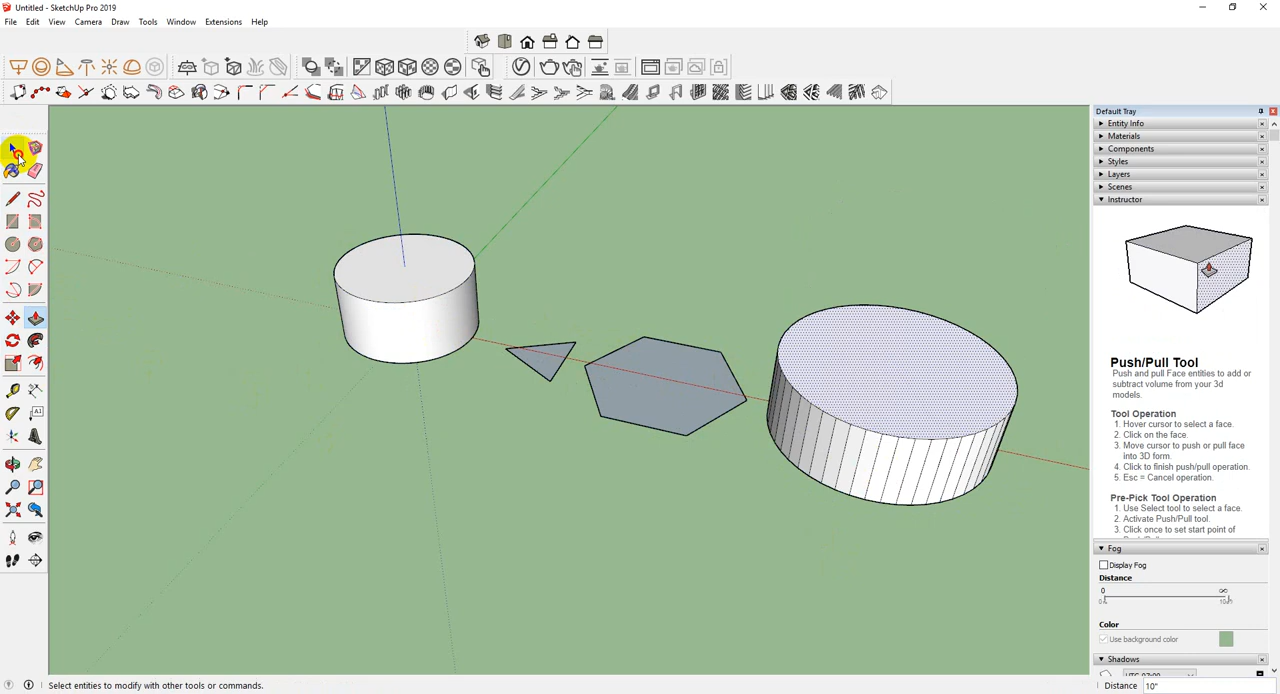 Untitled - SketchUp Pro 2019
File Edit View Camera Draw Tools Window Extensions Help
Default Tray
Entity Info
Materials
Components
Styles
Layers
Scenes
Instructor
Push/Pull Tool
Push and pull Face entities to add or
subtract volume from your 3d
models.
Tool Operation
1. Hover cursor to select a face.
2. Click on the face.
3. Move cursor to push or pull face
into 3D form.
4. Click to finish push/pull operation.
5. Esc = Cancel operation.
Pre-Pick Tool Operation
1. Use Select tool to select a face.
2. Activate Push/Pull tool.
3. Click once to set start point of
Fog
Display Fog
Distance
0 ∞
Color
Use background color
Shadows
Select entities to modify with other tools or commands.
Distance 10"